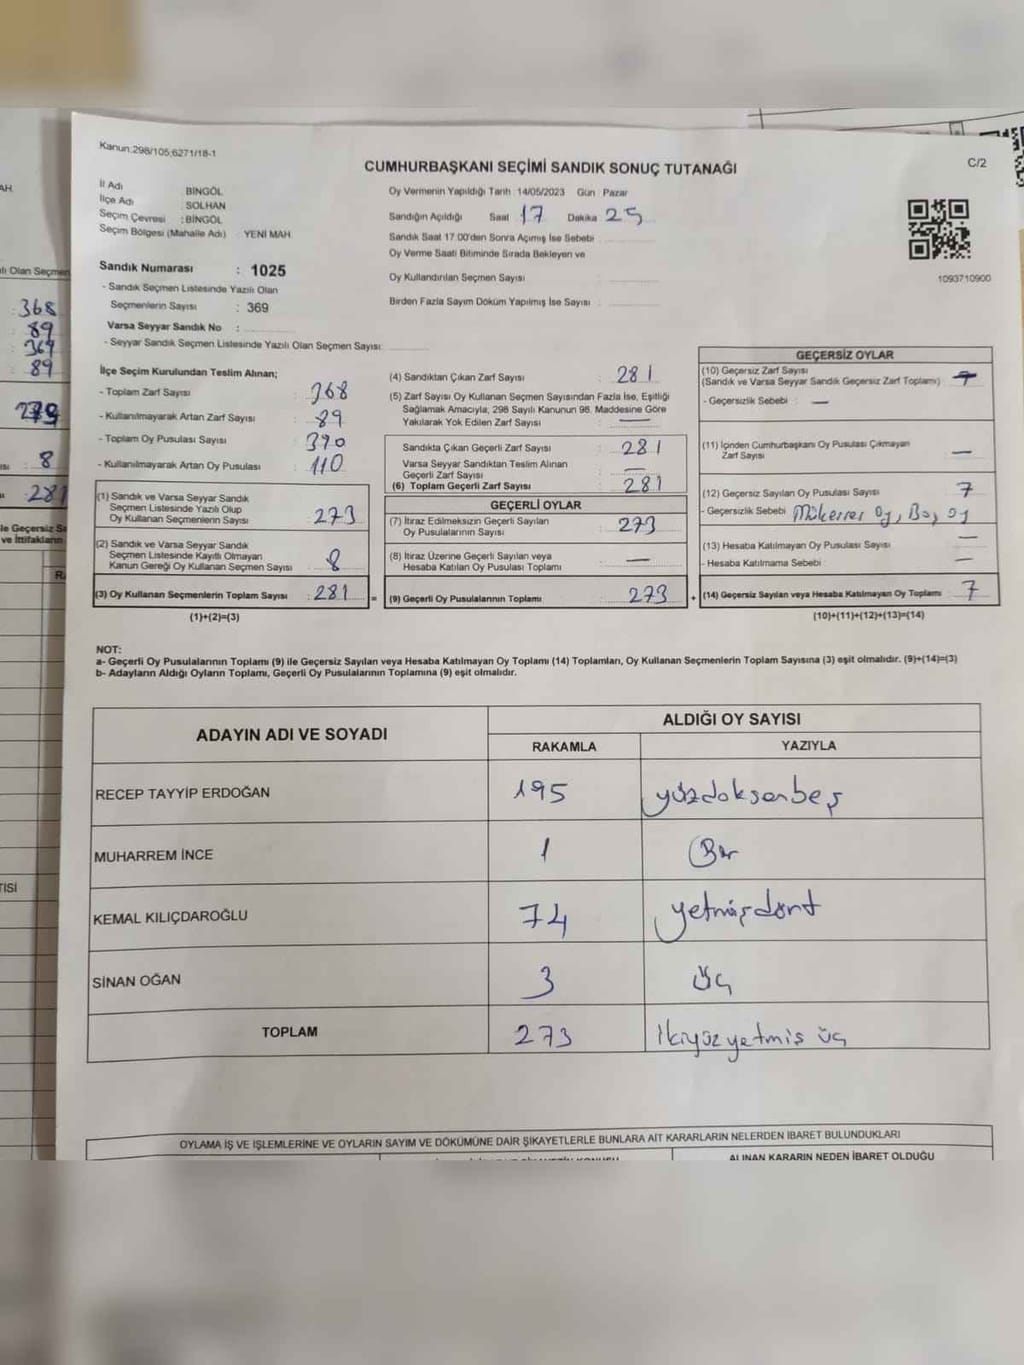 Kanun:298/105;6271/18-1
CUMHURBAŞKANI SEÇİMİ SANDIK SONUÇ TUTANAĞI
C/2
İl Adı BİNGÖL
İlçe Adı : SOLHAN
Seçim Çevresi : BİNGÖL
Seçim Bölgesi (Mahalle Adı) : YENİ MAH.
Oy Vermenin Yapıldığı Tarih : 14/05/2023 Gün : Pazar
Sandığın Açıldığı Saat 17 Dakika 25
Sandık Saat 17.00'den Sonra Açımış İse Sebebi :
Oy Verme Saati Bitiminde Sırada Bekleyen ve
Oy Kullandırılan Seçmen Sayısı :
Birden Fazla Sayım Döküm Yapılmış İse Sayısı :
1093710900
Sandık Numarası : 1025
- Sandık Seçmen Listesinde Yazılı Olan
Seçmenlerin Sayısı : 369
Varsa Seyyar Sandık No :
- Seyyar Sandık Seçmen Listesinde Yazılı Olan Seçmen Sayısı:
İlçe Seçim Kurulundan Teslim Alınan;
- Toplam Zarf Sayısı : 368
- Kullanılmayarak Artan Zarf Sayısı : 89
- Toplam Oy Pusulası Sayısı : 390
- Kullanılmayarak Artan Oy Pusulası : 110
(1) Sandık ve Varsa Seyyar Sandık
Seçmen Listesinde Yazılı Olup
Oy Kullanan Seçmenlerin Sayısı : 273
(2) Sandık ve Varsa Seyyar Sandık
Seçmen Listesinde Kayıtlı Olmayan
Kanun Gereği Oy Kullanan Seçmen Sayısı : 8
(3) Oy Kullanan Seçmenlerin Toplam Sayısı : 281 =
(1)+(2)=(3)
(4) Sandıktan Çıkan Zarf Sayısı : 281
(5) Zarf Sayısı Oy Kullanan Seçmen Sayısından Fazla İse, Eşitliği
Sağlamak Amacıyla, 298 Sayılı Kanunun 98. Maddesine Göre
Yakılarak Yok Edilen Zarf Sayısı : —
Sandıkta Çıkan Geçerli Zarf Sayısı : 281
Varsa Seyyar Sandıktan Teslim Alınan
Geçerli Zarf Sayısı : —
(6) Toplam Geçerli Zarf Sayısı : 281
GEÇERLİ OYLAR
(7) İtiraz Edilmeksizin Geçerli Sayılan
Oy Pusulalarının Sayısı : 273
(8) İtiraz Üzerine Geçerli Sayılan veya
Hesaba Katılan Oy Pusulası Toplamı : —
(9) Geçerli Oy Pusulalarının Toplamı : 273 +
GEÇERSİZ OYLAR
(10) Geçersiz Zarf Sayısı
(Sandık ve Varsa Seyyar Sandık Geçersiz Zarf Toplamı) :
- Geçersizlik Sebebi : —
(11) İçinden Cumhurbaşkanı Oy Pusulası Çıkmayan
Zarf Sayısı : —
(12) Geçersiz Sayılan Oy Pusulası Sayısı : 7
- Geçersizlik Sebebi : Mükerrer Oy, Boş oy
(13) Hesaba Katılmayan Oy Pusulası Sayısı : —
- Hesaba Katılmama Sebebi : —
(14) Geçersiz Sayılan veya Hesaba Katılmayan Oy Toplamı : 7
(10)+(11)+(12)+(13)=(14)
NOT:
a- Geçerli Oy Pusulalarının Toplamı (9) ile Geçersiz Sayılan veya Hesaba Katılmayan Oy Toplamı (14) Toplamları, Oy Kullanan Seçmenlerin Toplam Sayısına (3) eşit olmalıdır. (9)+(14)=(3)
b- Adayların Aldığı Oyların Toplamı, Geçerli Oy Pusulalarının Toplamına (9) eşit olmalıdır.
ADAYIN ADI VE SOYADI
ALDIĞI OY SAYISI
RAKAMLA YAZIYLA
RECEP TAYYİP ERDOĞAN 195 yüzdoksanbeş
MUHARREM İNCE 1 Bir
KEMAL KILIÇDAROĞLU 74 yetmişdört
SİNAN OĞAN 3 üç
TOPLAM 273 ikiyüzyetmiş üç
OYLAMA İŞ VE İŞLEMLERİNE VE OYLARIN SAYIM VE DÖKÜMÜNE DAİR ŞİKAYETLERLE BUNLARA AİT KARARLARIN NELERDEN İBARET BULUNDUKLARI
ALINAN KARARIN NEDEN İBARET OLDUĞU
AH.
lı Olan Seçmen
368
89
367
89
279
8
281
le Geçersiz Sa
ve İttifakların